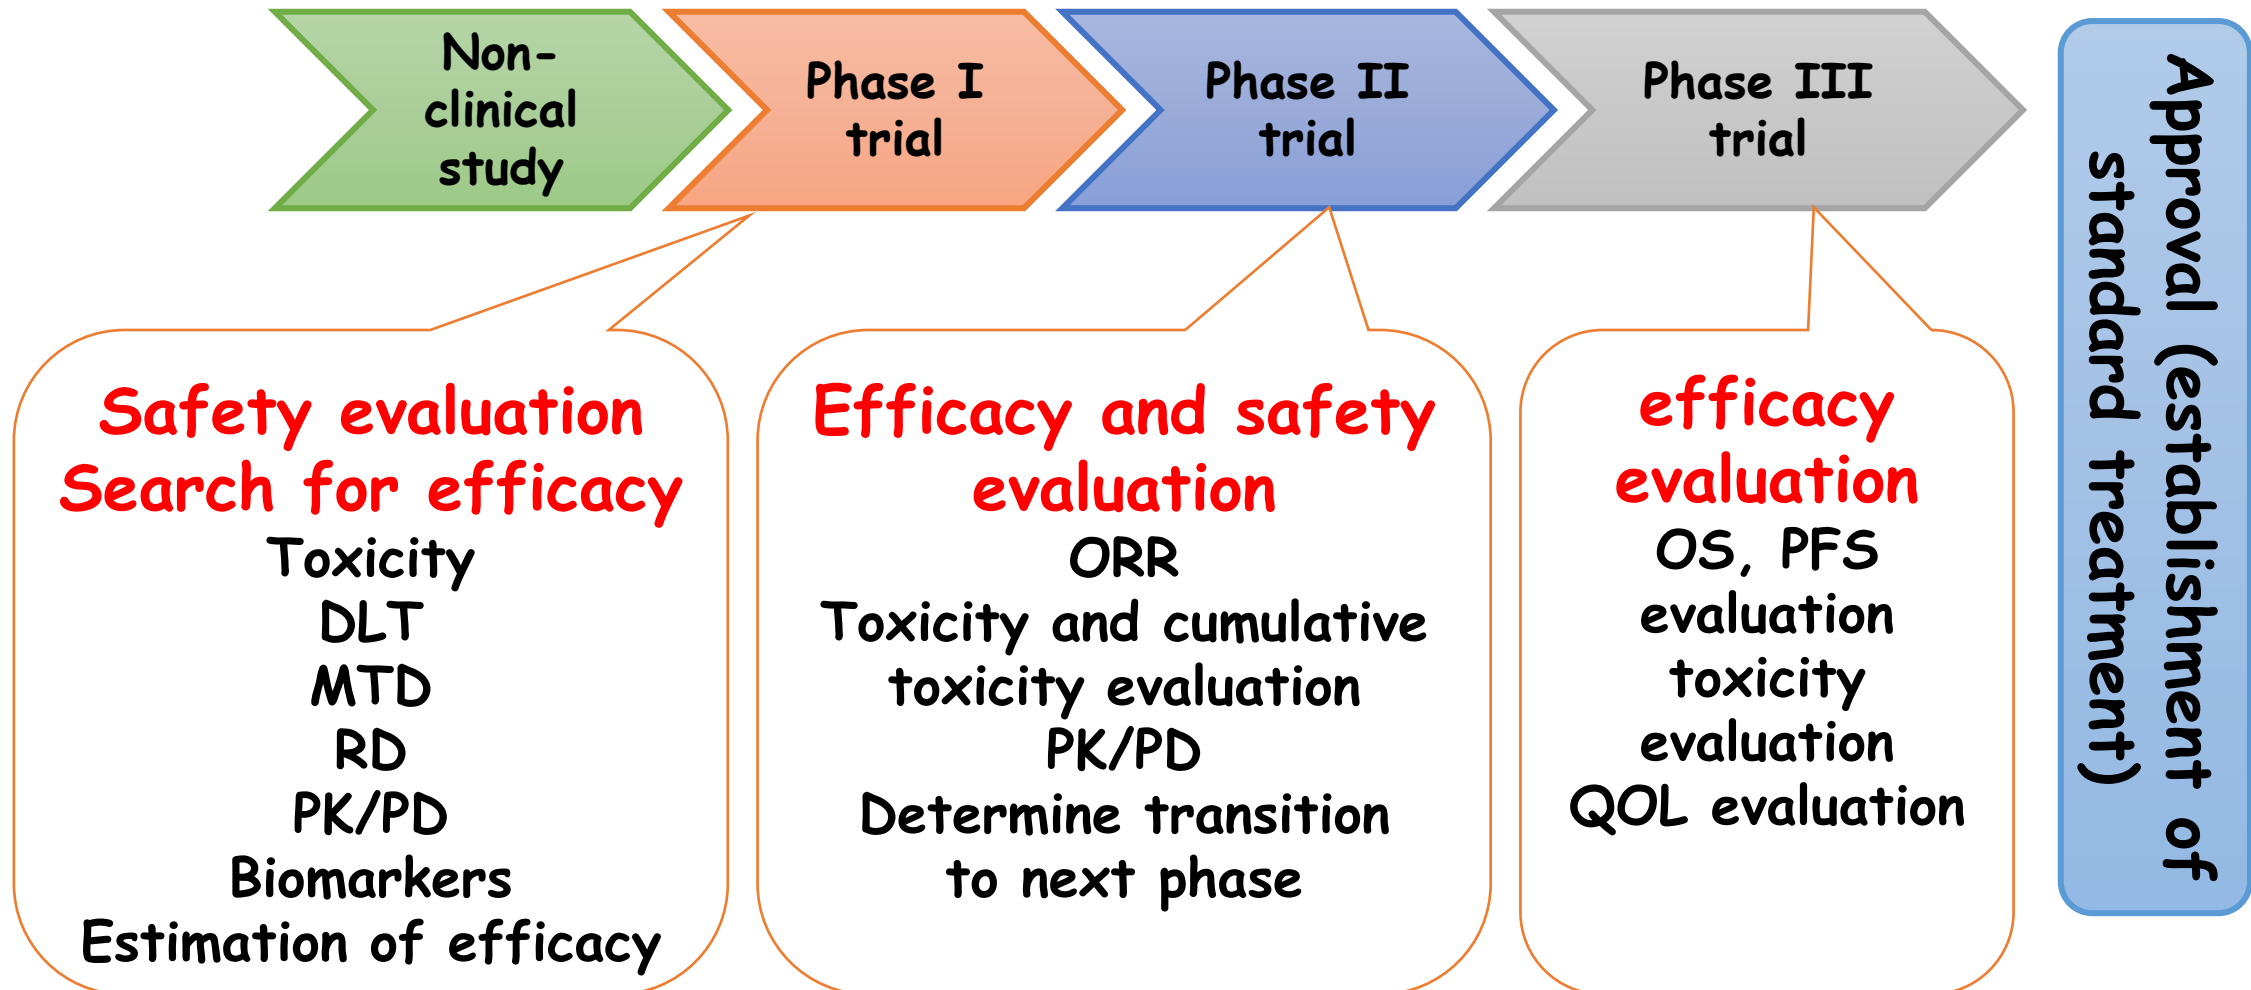 Non-
clinical
study
Phase I
trial
Phase II
trial
Phase III
trial
Safety evaluation
Search for efficacy
Toxicity
DLT
MTD
RD
PK/PD
Biomarkers
Estimation of efficacy
Efficacy and safety
evaluation
ORR
Toxicity and cumulative
toxicity evaluation
PK/PD
Determine transition
to next phase
efficacy
evaluation
OS, PFS
evaluation
toxicity
evaluation
QOL evaluation
Approval (establishment of
standard treatment)